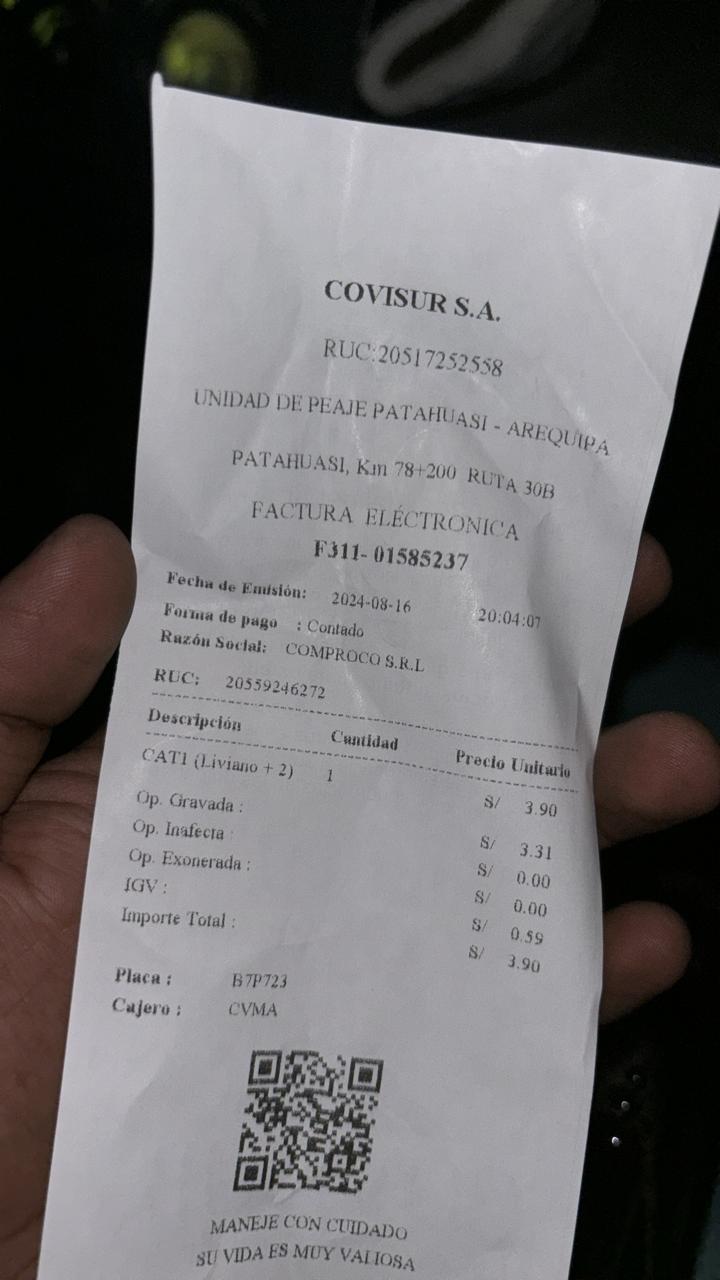 COVISUR S.A.
RUC:20517252558
UNIDAD DE PEAJE PATAHUASI - AREQUIPA
PATAHUASI, Km 78+200 RUTA 30B
FACTURA ELÉCTRONICA
F311- 01585237
Fecha de Emisión: 2024-08-16 20:04:07
Forma de pago : Contado
Razón Social: COMPROCO S.R.L
RUC: 20559246272
Descripción Cantidad Precio Unitario
CAT1 (Liviano + 2) 1 S/ 3.90
Op. Gravada : S/ 3.31
Op. Inafecta : S/ 0.00
Op. Exonerada : S/ 0.00
IGV : S/ 0.59
Importe Total : S/ 3.90
Placa : B7P723
Cajero : CVMA
MANEJE CON CUIDADO
SU VIDA ES MUY VALIOSA